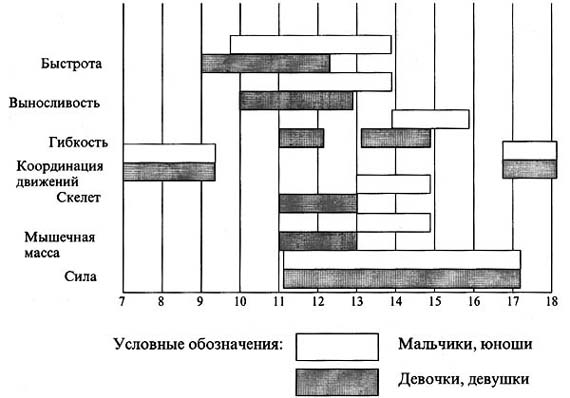 Быстрота
Выносливость
Гибкость
Координация
движений
Скелет
Мышечная
масса
Сила
7 8 9 10 11 12 13 14 15 16 17 18
Условные обозначения:
Мальчики, юноши
Девочки, девушки